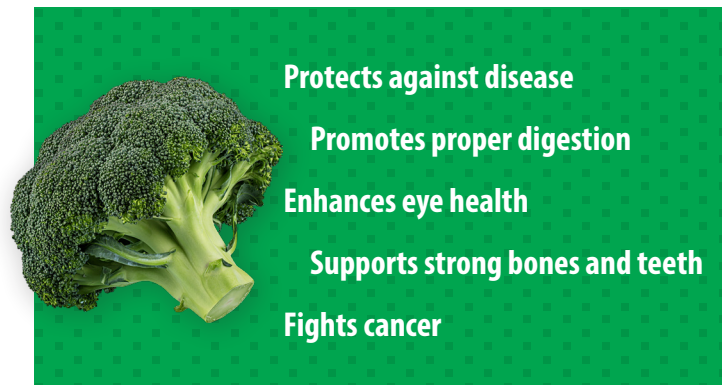 Protects against disease
Promotes proper digestion
Enhances eye health
Supports strong bones and teeth
Fights cancer